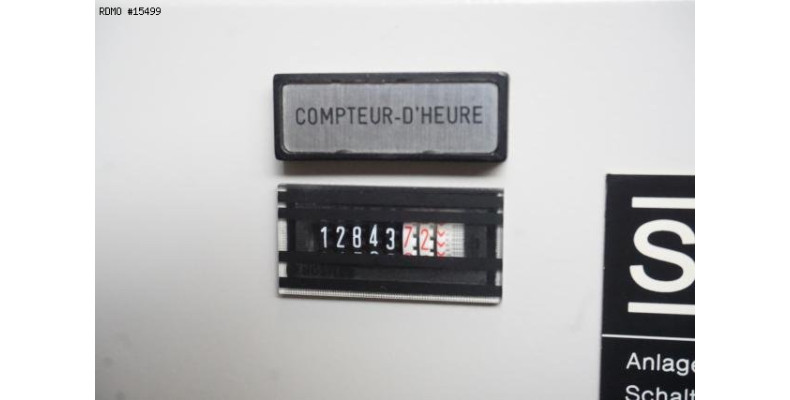 RDMO #15499
COMPTEUR-D'HEURE
1284372
S
Anlage
Schalt